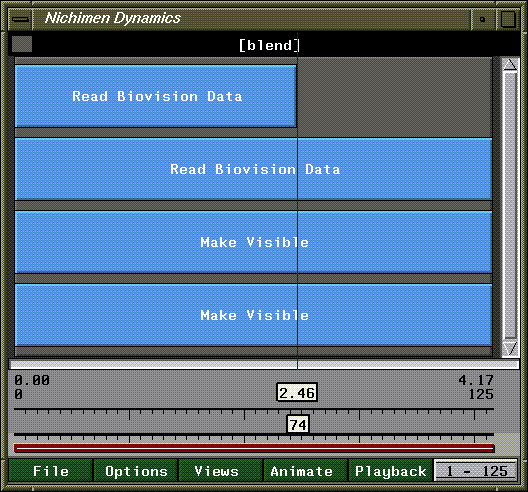 Nichimen Dynamics
[blend]
Read Biovision Data
Read Biovision Data
Make Visible
Make Visible
0.00 2.46 4.17
0 125
74
File Options Views Animate Playback 1 - 125